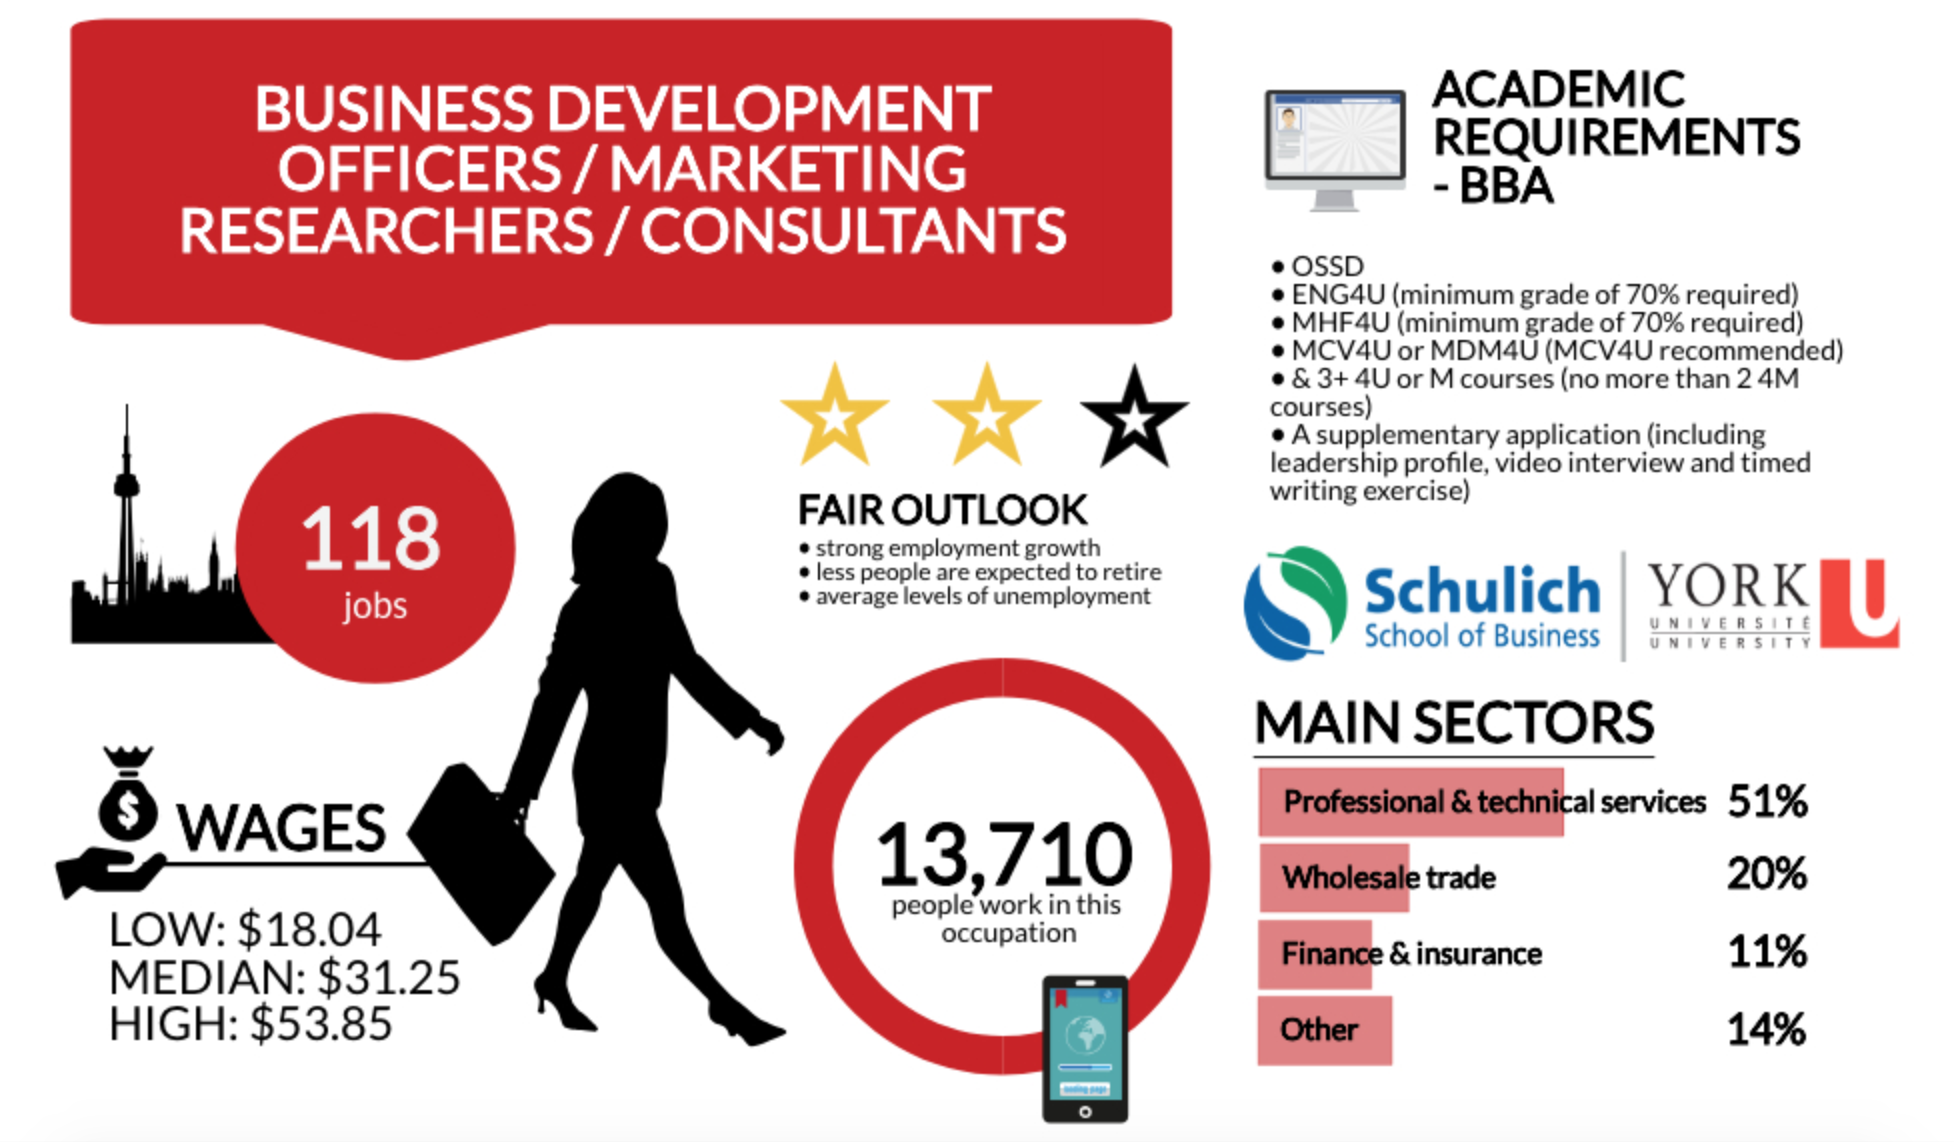 BUSINESS DEVELOPMENT
OFFICERS / MARKETING
RESEARCHERS / CONSULTANTS
118
jobs
WAGES
LOW: $18.04
MEDIAN: $31.25
HIGH: $53.85
FAIR OUTLOOK
• strong employment growth
• less people are expected to retire
• average levels of unemployment
13,710
people work in this
occupation
ACADEMIC
REQUIREMENTS
- BBA
• OSSD
• ENG4U (minimum grade of 70% required)
• MHF4U (minimum grade of 70% required)
• MCV4U or MDM4U (MCV4U recommended)
• & 3+ 4U or M courses (no more than 2 4M
courses)
• A supplementary application (including
leadership profile, video interview and timed
writing exercise)
Schulich
School of Business
YORK
UNIVERSITÉ
UNIVERSITY
U
MAIN SECTORS
Professional & technical services 51%
Wholesale trade 20%
Finance & insurance 11%
Other 14%